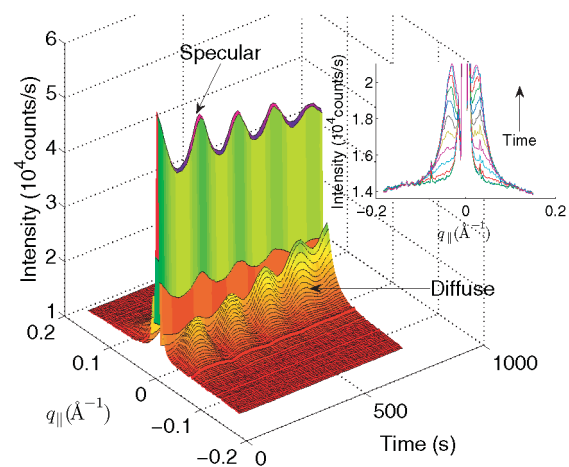 6
5
4
3
2
1
Intensity (10⁴counts/s)
Specular
Diffuse
0.2
0.1
0
−0.1
−0.2
q∥(Å⁻¹)
0
500
1000
Time (s)
2
1.8
1.6
1.4
Intensity (10⁴counts/s)
Time
−0.2
0
0.2
q∥(Å⁻¹)